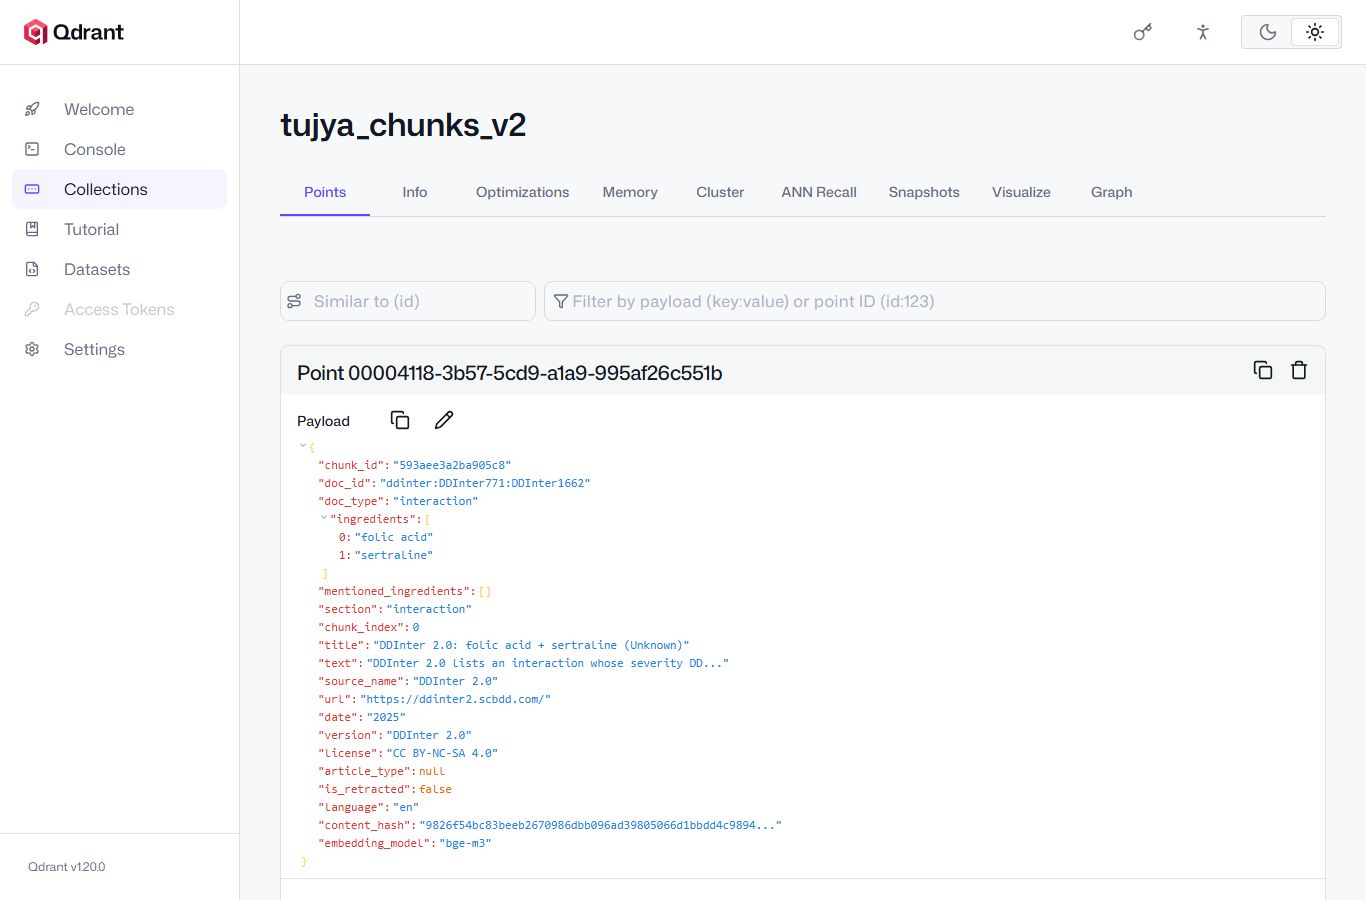 Qdrant
Welcome
Console
Collections
Tutorial
Datasets
Access Tokens
Settings
Qdrant v1.20.0
tujya_chunks_v2
Points Info Optimizations Memory Cluster ANN Recall Snapshots Visualize Graph
Similar to (id) Filter by payload (key:value) or point ID (id:123)
Point 00004118-3b57-5cd9-a1a9-995af26c551b
Payload
{
"chunk_id":"593aee3a2ba905c8"
"doc_id":"ddinter:DDInter771:DDInter1662"
"doc_type":"interaction"
"ingredients":[
0:"folic acid"
1:"sertraline"
]
"mentioned_ingredients":[]
"section":"interaction"
"chunk_index":0
"title":"DDInter 2.0: folic acid + sertraline (Unknown)"
"text":"DDInter 2.0 lists an interaction whose severity DD..."
"source_name":"DDInter 2.0"
"url":"https://ddinter2.scbdd.com/"
"date":"2025"
"version":"DDInter 2.0"
"license":"CC BY-NC-SA 4.0"
"article_type":null
"is_retracted":false
"language":"en"
"content_hash":"9826f54bc83beeb2670986dbb096ad39805066d1bbdd4c9894..."
"embedding_model":"bge-m3"
}